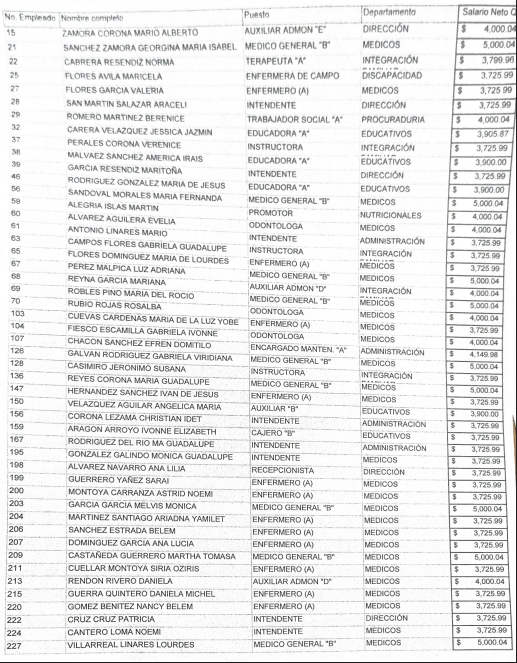 No. Empleado Nombre completo Puesto Departamento Salario Neto Q
15 ZAMORA CORONA MARIO ALBERTO AUXILIAR ADMON "E" DIRECCIÓN $ 4,000.04
21 SANCHEZ ZAMORA GEORGINA MARIA ISABEL MEDICO GENERAL "B" MEDICOS $ 5,000.04
22 CABRERA RESENDIZ NORMA TERAPEUTA "A" INTEGRACIÓN $ 3,799.96
25 FLORES AVILA MARICELA ENFERMERA DE CAMPO DISCAPACIDAD $ 3,725.99
27 FLORES GARCIA VALERIA ENFERMERO (A) MEDICOS $ 3,725.99
28 SAN MARTIN SALAZAR ARACELI INTENDENTE DIRECCIÓN $ 3,725.99
29 ROMERO MARTINEZ BERENICE TRABAJADOR SOCIAL "A" PROCURADURIA $ 4,000.04
32 CARERA VELAZQUEZ JESSICA JAZMIN EDUCADORA "A" EDUCATIVOS $ 3,905.87
37 PERALES CORONA VERENICE INSTRUCTORA INTEGRACIÓN $ 3,725.99
38 MALVAEZ SANCHEZ AMERICA IRAIS EDUCADORA "A" EDUCATIVOS $ 3,900.00
39 GARCIA RESENDIZ MARITOÑA INTENDENTE DIRECCIÓN $ 3,725.99
46 RODRIGUEZ GONZALEZ MARIA DE JESUS EDUCADORA "A" EDUCATIVOS $ 3,900.00
56 SANDOVAL MORALES MARIA FERNANDA MEDICO GENERAL "B" MEDICOS $ 5,000.04
59 ALEGRIA ISLAS MARTIN PROMOTOR NUTRICIONALES $ 4,000.04
60 ALVAREZ AGUILERA EVELIA ODONTOLOGA MEDICOS $ 4,000.04
61 ANTONIO LINARES MARIO INTENDENTE ADMINISTRACIÓN $ 3,725.99
63 CAMPOS FLORES GABRIELA GUADALUPE INSTRUCTORA INTEGRACIÓN $ 3,725.99
65 FLORES DOMINGUEZ MARIA DE LOURDES ENFERMERO (A) MEDICOS $ 3,725.99
67 PEREZ MALPICA LUZ ADRIANA MEDICO GENERAL "B" MEDICOS $ 5,000.04
68 REYNA GARCIA MARIANA AUXILIAR ADMON "D" INTEGRACIÓN $ 4,000.04
69 ROBLES PINO MARIA DEL ROCIO MEDICO GENERAL "B" MEDICOS $ 5,000.04
70 RUBIO ROJAS ROSALBA ODONTOLOGA MEDICOS $ 4,000.04
103 CUEVAS CARDENAS MARIA DE LA LUZ YOBE ENFERMERO (A) MEDICOS $ 3,725.99
104 FIESCO ESCAMILLA GABRIELA IVONNE ODONTOLOGA MEDICOS $ 4,000.04
107 CHACON SANCHEZ EFREN DOMITILO ENCARGADO MANTEN. "A" ADMINISTRACIÓN $ 4,149.98
126 GALVAN RODRIGUEZ GABRIELA VIRIDIANA MEDICO GENERAL "B" MEDICOS $ 5,000.04
128 CASIMIRO JERONIMO SUSANA INSTRUCTORA INTEGRACIÓN $ 3,725.99
136 REYES CORONA MARIA GUADALUPE MEDICO GENERAL "B" MEDICOS $ 5,000.04
147 HERNANDEZ SANCHEZ IVAN DE JESUS ENFERMERO (A) MEDICOS $ 3,725.99
150 VELAZQUEZ AGUILAR ANGELICA MARIA AUXILIAR "B" EDUCATIVOS $ 3,900.00
156 CORONA LEZAMA CHRISTIAN IDET INTENDENTE ADMINISTRACIÓN $ 3,725.99
159 ARAGON ARROYO IVONNE ELIZABETH CAJERO "B" EDUCATIVOS $ 3,725.99
167 RODRIGUEZ DEL RIO MA GUADALUPE INTENDENTE ADMINISTRACIÓN $ 3,725.99
195 GONZALEZ GALINDO MONICA GUADALUPE INTENDENTE MEDICOS $ 3,725.99
198 ALVAREZ NAVARRO ANA LILIA RECEPCIONISTA DIRECCIÓN $ 3,725.99
199 GUERRERO YAÑEZ SARAI ENFERMERO (A) MEDICOS $ 3,725.99
200 MONTOYA CARRANZA ASTRID NOEMI ENFERMERO (A) MEDICOS $ 3,725.99
203 GARCIA GARCIA MELVIS MONICA MEDICO GENERAL "B" MEDICOS $ 5,000.04
204 MARTINEZ SANTIAGO ARIADNA YAMILET ENFERMERO (A) MEDICOS $ 3,725.99
206 SANCHEZ ESTRADA BELEM ENFERMERO (A) MEDICOS $ 3,725.99
207 DOMINGUEZ GARCIA ANA LUCIA ENFERMERO (A) MEDICOS $ 3,725.99
209 CASTAÑEDA GUERRERO MARTHA TOMASA MEDICO GENERAL "B" MEDICOS $ 5,000.04
211 CUELLAR MONTOYA SIRIA OZIRIS ENFERMERO (A) MEDICOS $ 3,725.99
213 RENDON RIVERO DANIELA AUXILIAR ADMON "D" MEDICOS $ 4,000.04
215 GUERRA QUINTERO DANIELA MICHEL ENFERMERO (A) MEDICOS $ 3,725.99
220 GOMEZ BENITEZ NANCY BELEM ENFERMERO (A) MEDICOS $ 3,725.99
222 CRUZ CRUZ PATRICIA INTENDENTE DIRECCIÓN $ 3,725.99
224 CANTERO LOMA NOEMI INTENDENTE MEDICOS $ 3,725.99
227 VILLARREAL LINARES LOURDES MEDICO GENERAL "B" MEDICOS $ 5,000.04